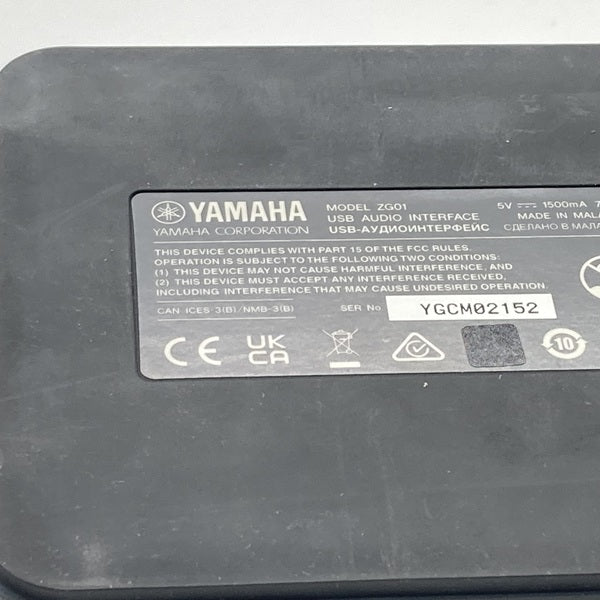 YAMAHA
YAMAHA CORPORATION
MODEL ZG01
USB AUDIO INTERFACE
USB-АУДИОИНТЕРФЕЙС
5V 1500mA 7
MADE IN MALA
СДЕЛАНО В МАЛА
THIS DEVICE COMPLIES WITH PART 15 OF THE FCC RULES.
OPERATION IS SUBJECT TO THE FOLLOWING TWO CONDITIONS:
(1) THIS DEVICE MAY NOT CAUSE HARMFUL INTERFERENCE, AND
(2) THIS DEVICE MUST ACCEPT ANY INTERFERENCE RECEIVED,
INCLUDING INTERFERENCE THAT MAY CAUSE UNDESIRED OPERATION.
CAN ICES-3(B)/NMB-3(B)
SER No YGCM02152
CE
UK
CA
10